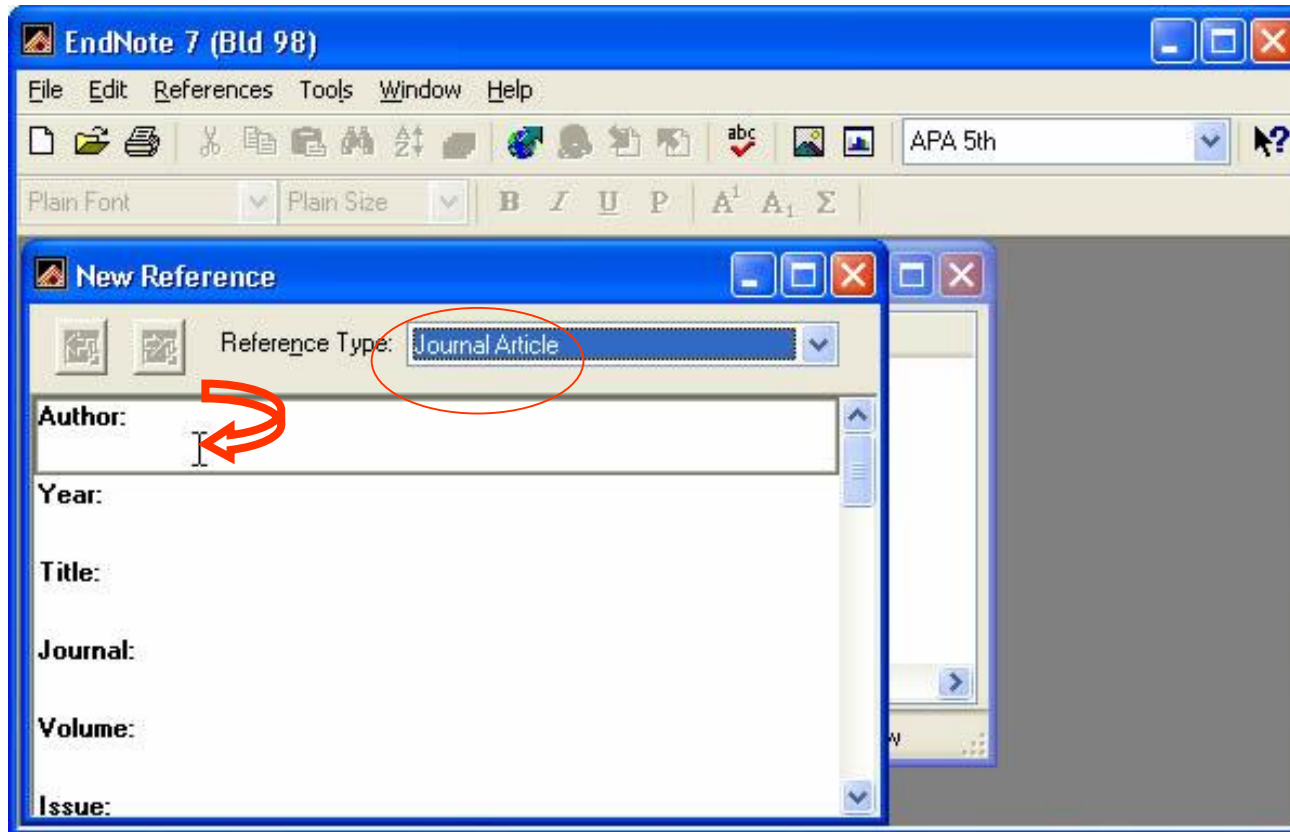 EndNote 7 (Bld 98)
File Edit References Tools Window Help
abc APA 5th ?
Plain Font Plain Size B I U P A1 A1 Σ
New Reference
Reference Type: Journal Article
Author:
Year:
Title:
Journal:
Volume:
w
Issue: